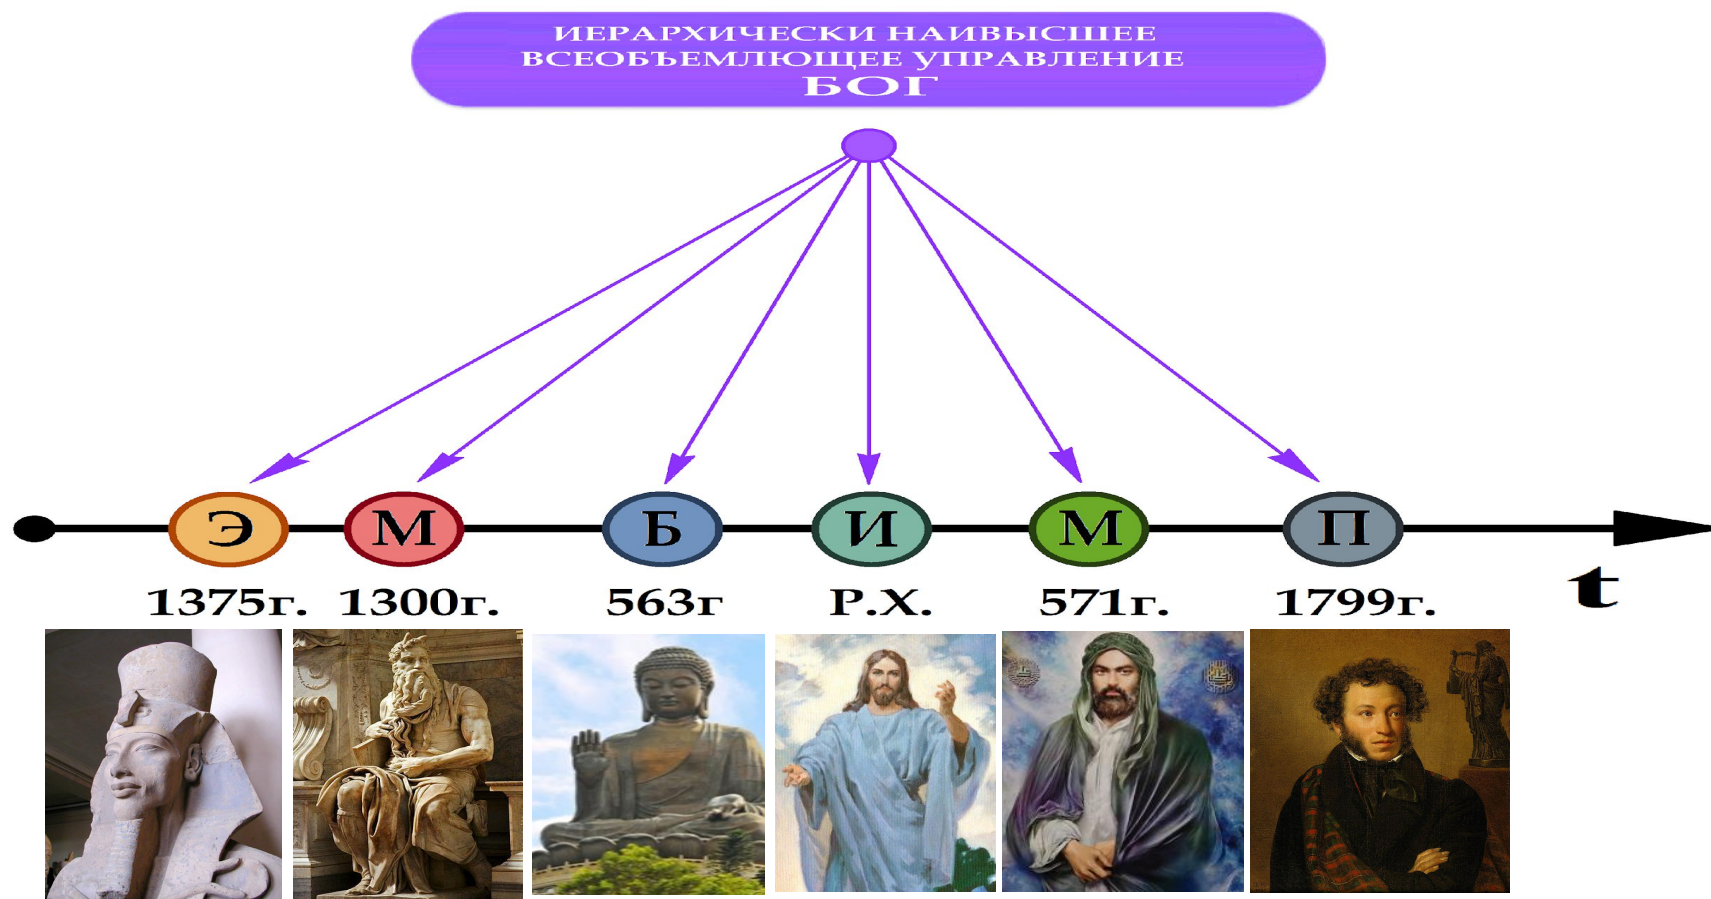 ИЕРАРХИЧЕСКИ НАИВЫСШЕЕ
ВСЕОБЪЕМЛЮЩЕЕ УПРАВЛЕНИЕ
БОГ
Э М Б И М П
1375г. 1300г. 563г Р.Х. 571г. 1799г.
t